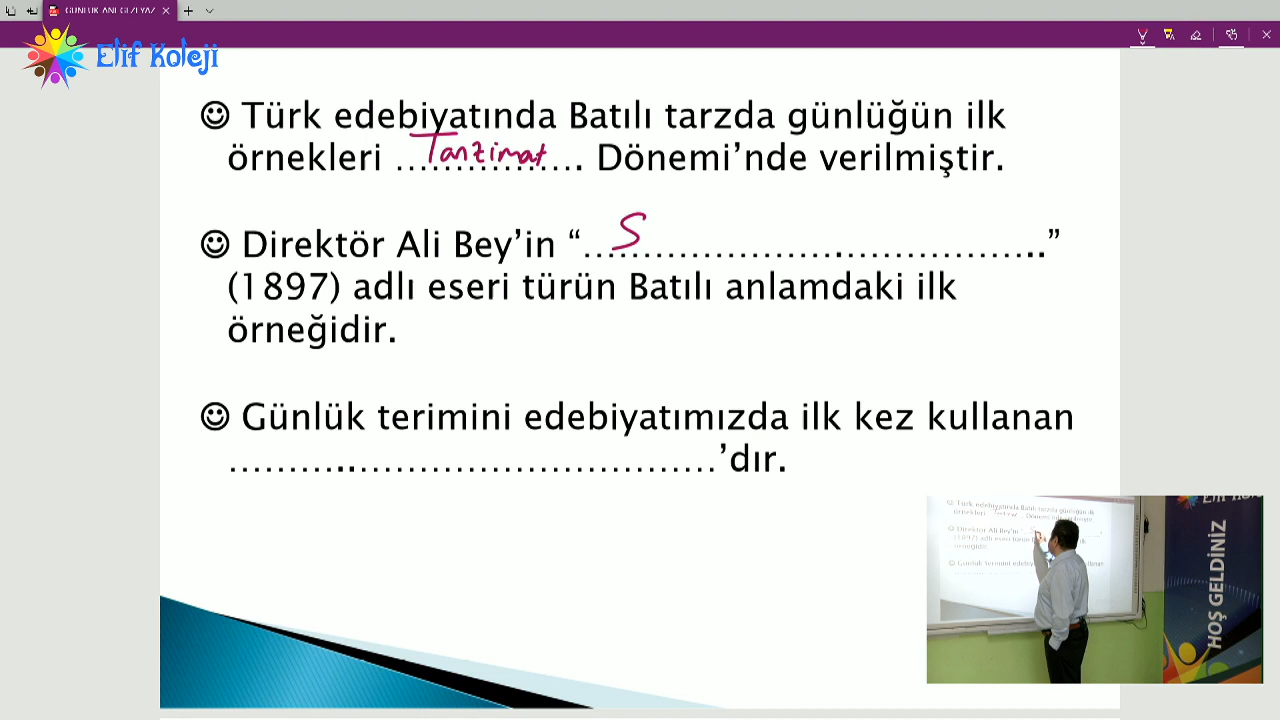 GÜNLÜK ANI GEZİ YAZ
Elif Koleji
☺ Türk edebiyatında Batılı tarzda günlüğün ilk
örnekleri ....Tanzimat.... Dönemi’nde verilmiştir.
☺ Direktör Ali Bey’in “…S……………………….……………..”
(1897) adlı eseri türün Batılı anlamdaki ilk
örneğidir.
☺ Günlük terimini edebiyatımızda ilk kez kullanan
………..…………………………’dır.
HOŞ GELDİNİZ